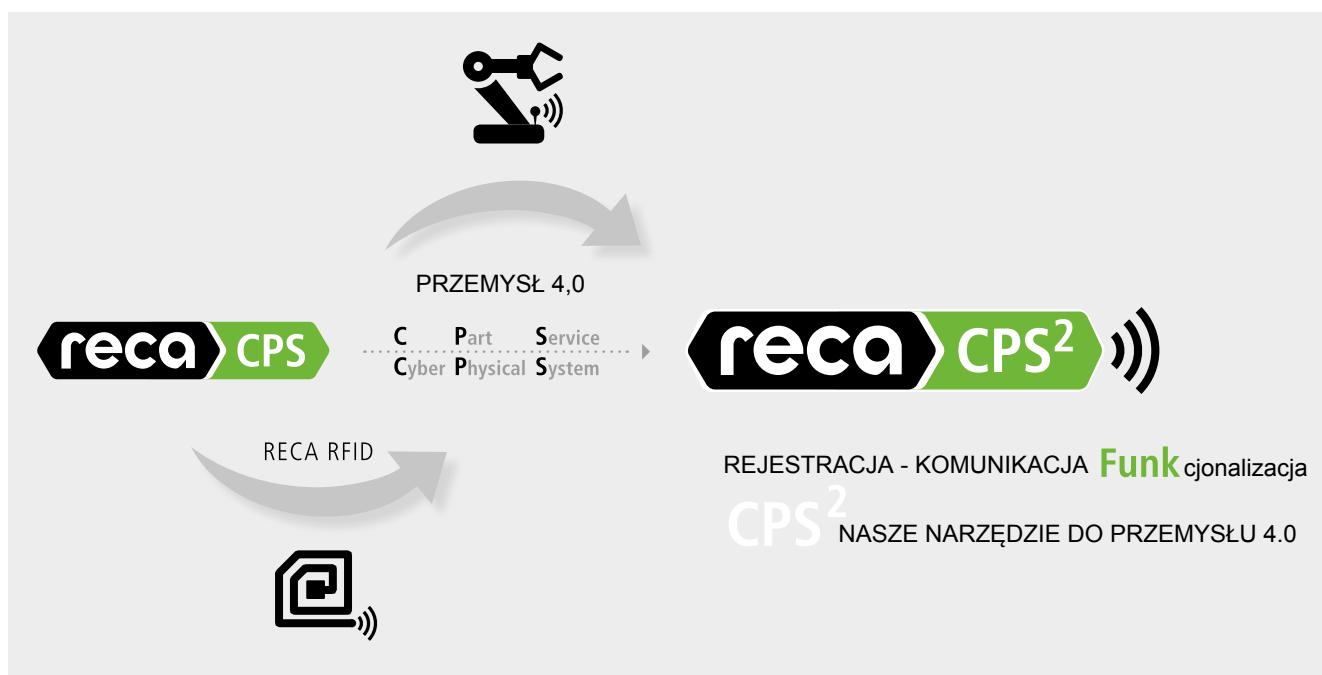 PRZEMYSŁ 4,0
reca CPS
C Part Service
Cyber Physical System
reca CPS²
RECA RFID
REJESTRACJA - KOMUNIKACJA Funkcjonalizacja
CPS² NASZE NARZĘDZIE DO PRZEMYSŁU 4.0